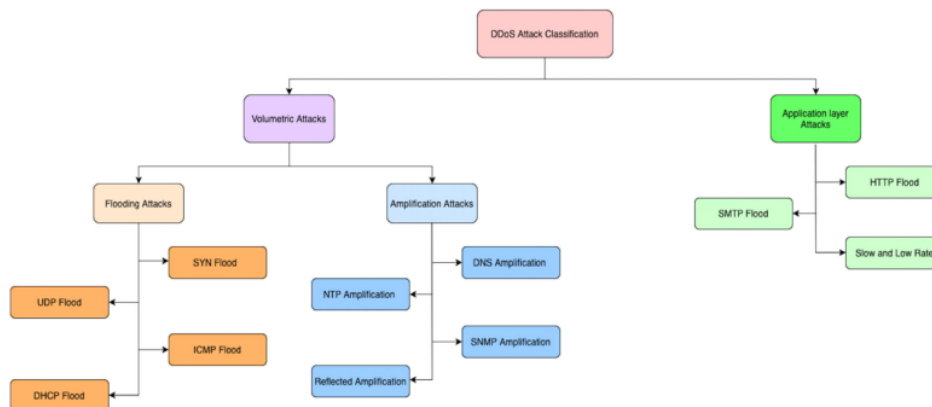 DDoS Attack Classification
Volumetric Attacks
Application layer
Attacks
Flooding Attacks
Amplification Attacks
HTTP Flood
SMTP Flood
Slow and Low Rate
SYN Flood
DNS Amplification
UDP Flood
NTP Amplification
ICMP Flood
SNMP Amplification
DHCP Flood
Reflected Amplification